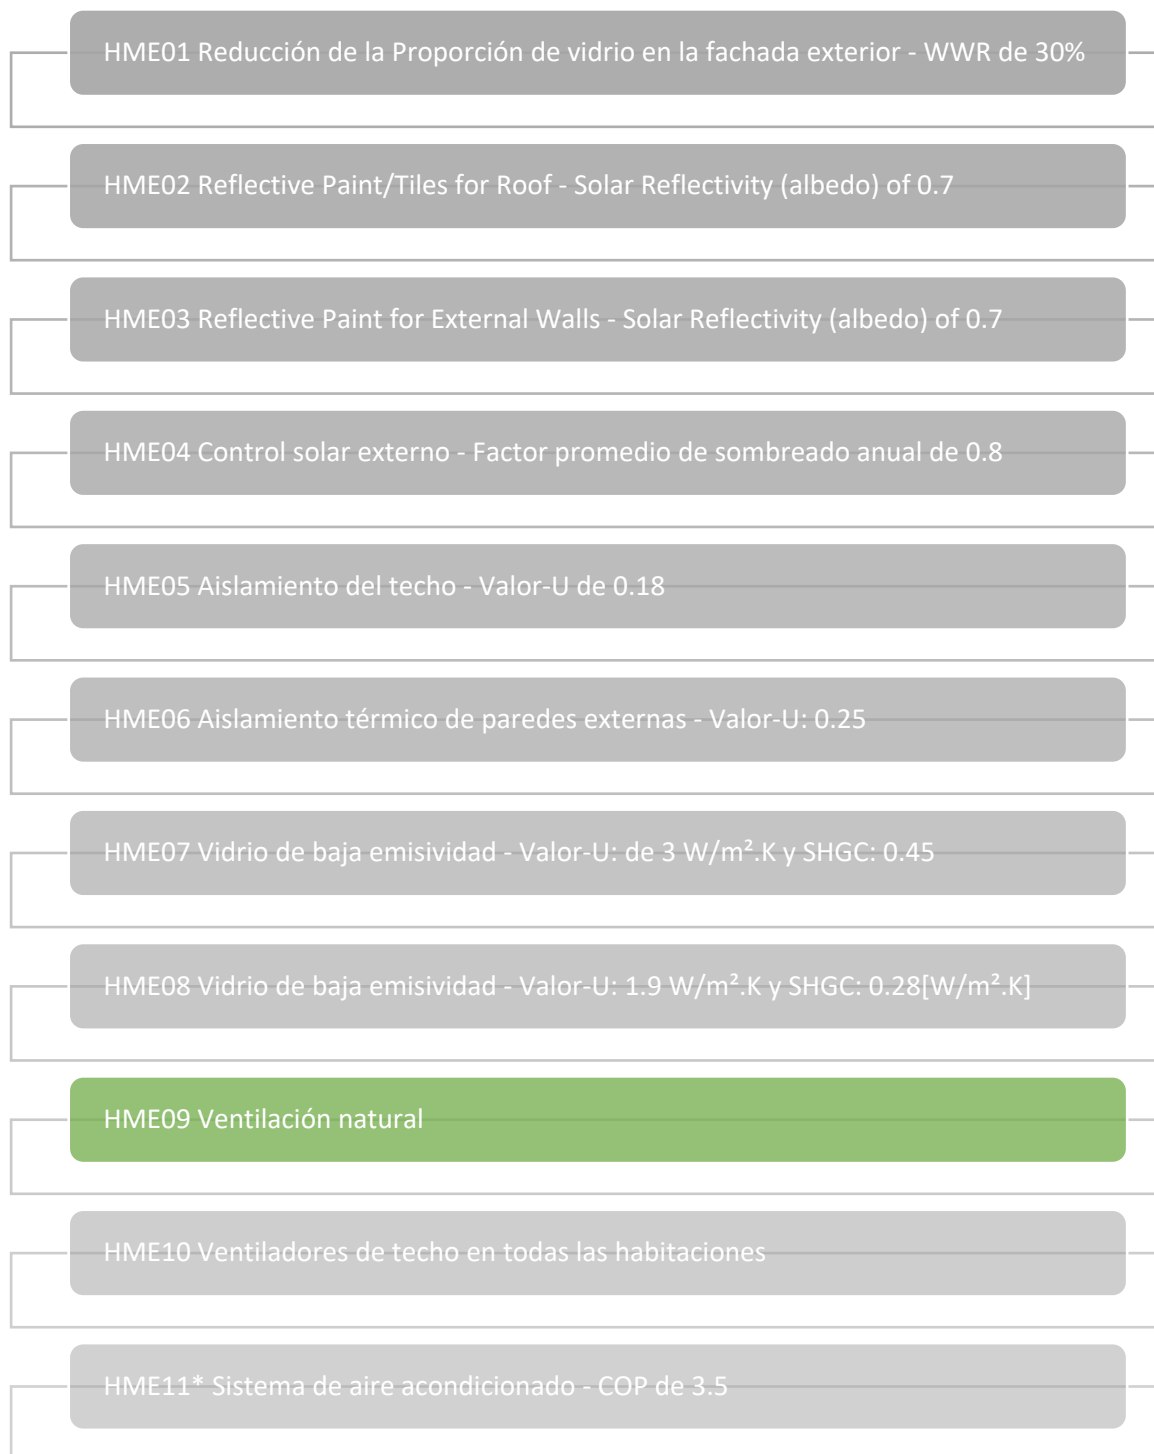 HME01 Reducción de la Proporción de vidrio en la fachada exterior - WWR de 30%
HME02 Reflective Paint/Tiles for Roof - Solar Reflectivity (albedo) of 0.7
HME03 Reflective Paint for External Walls - Solar Reflectivity (albedo) of 0.7
HME04 Control solar externo - Factor promedio de sombreado anual de 0.8
HME05 Aislamiento del techo - Valor-U de 0.18
HME06 Aislamiento térmico de paredes externas - Valor-U: 0.25
HME07 Vidrio de baja emisividad - Valor-U: de 3 W/m².K y SHGC: 0.45
HME08 Vidrio de baja emisividad - Valor-U: 1.9 W/m².K y SHGC: 0.28[W/m².K]
HME09 Ventilación natural
HME10 Ventiladores de techo en todas las habitaciones
HME11* Sistema de aire acondicionado - COP de 3.5